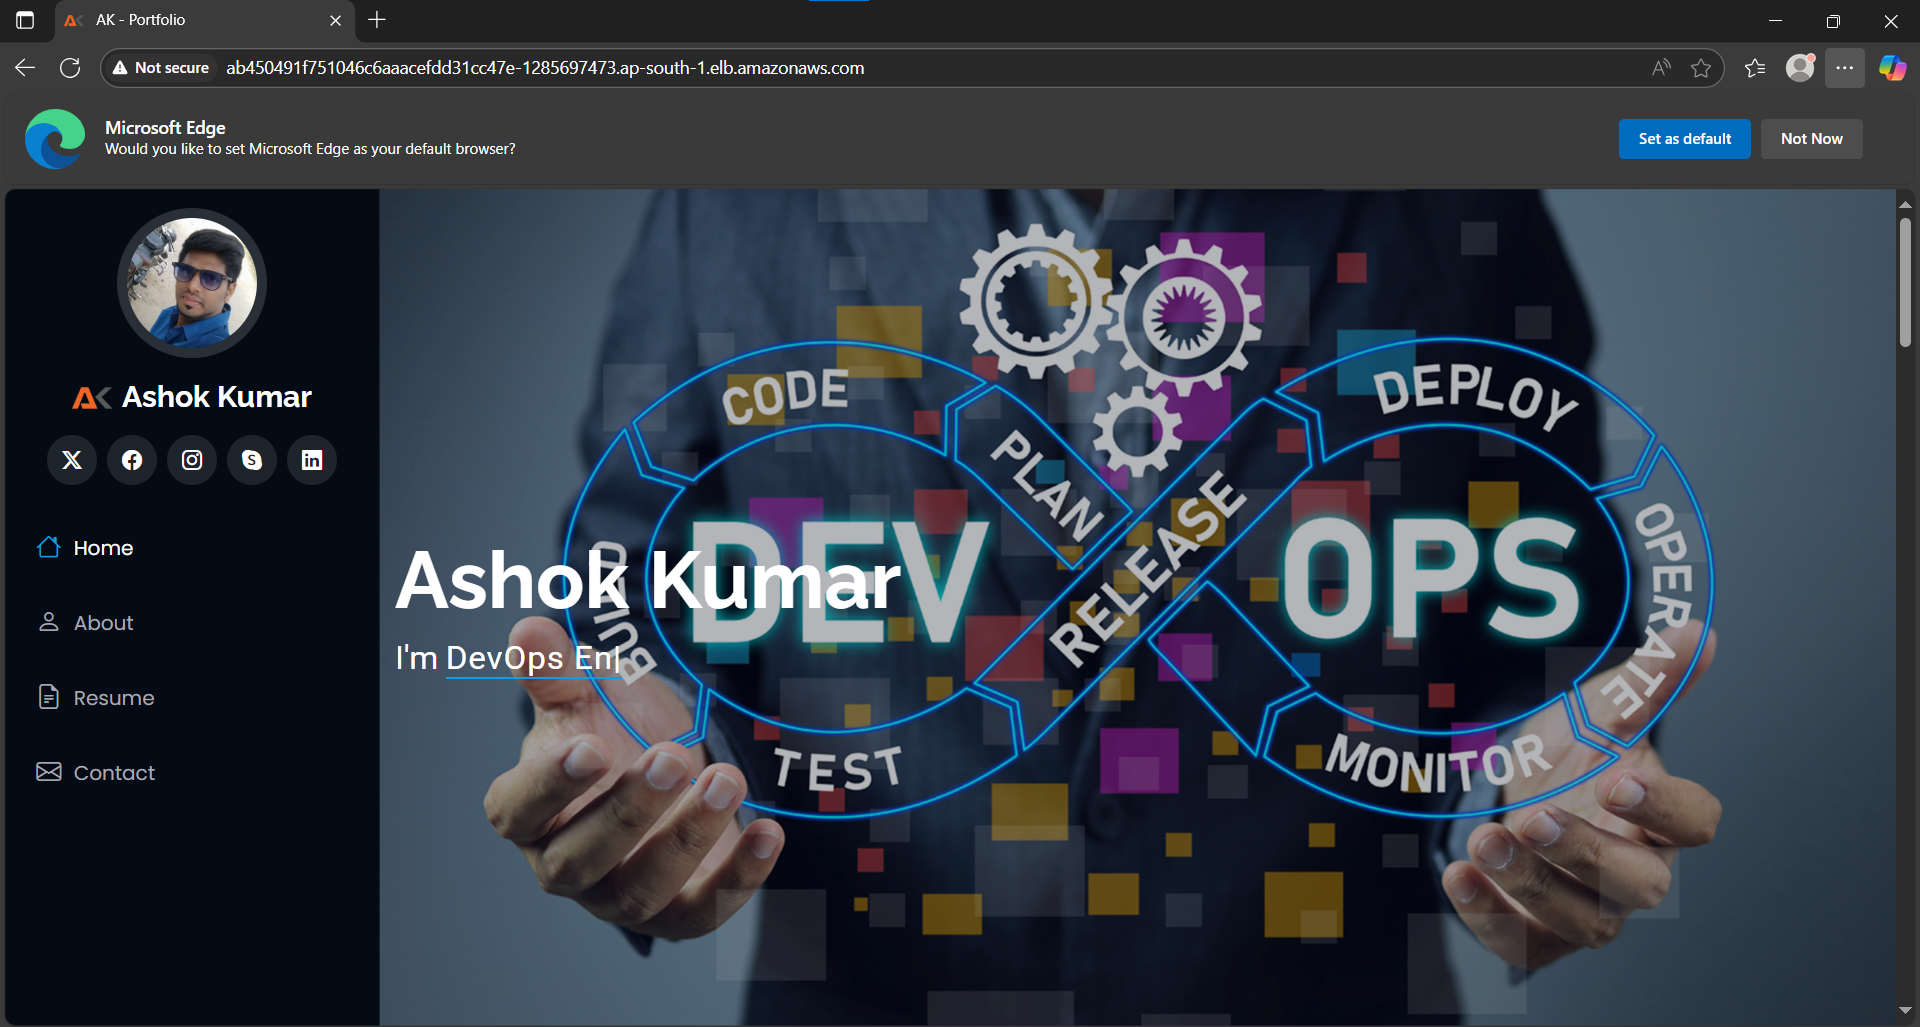 AK - Portfolio
Not secure
ab450491f751046c6aaacefdd31cc47e-1285697473.ap-south-1.elb.amazonaws.com
Microsoft Edge
Would you like to set Microsoft Edge as your default browser?
Set as default
Not Now
AK Ashok Kumar
Home
About
Resume
Contact
CODE
PLAN
BUILD
TEST
DEV
RELEASE
OPS
DEPLOY
OPERATE
MONITOR
Ashok Kumar
I'm DevOps En|